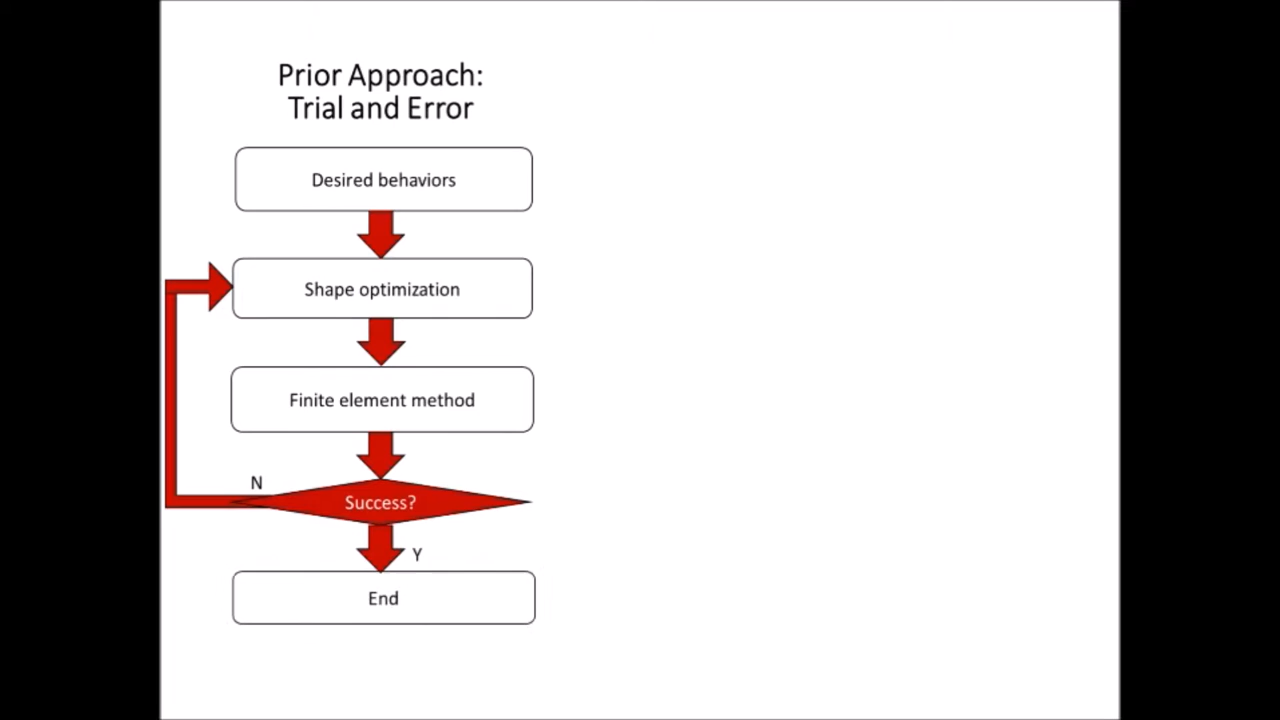 Prior Approach:
Trial and Error
Desired behaviors
Shape optimization
Finite element method
N
Success?
Y
End